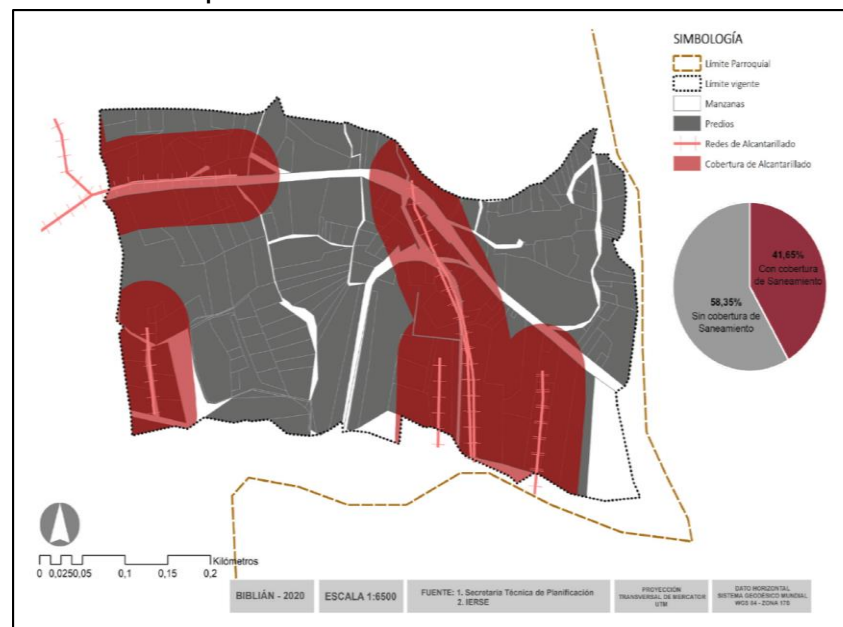 SIMBOLOGÍA
Límite Parroquial
Límite vigente
Manzanas
Predios
Redes de Alcantarillado
Cobertura de Alcantarillado
41,65%
Con cobertura
de Saneamiento
58,35%
Sin cobertura de
Saneamiento
Kilómetros
0 0,0250,05 0,1 0,15 0,2
BIBLIÁN - 2020
ESCALA 1:6500
FUENTE: 1. Secretaría Técnica de Planificación
2. IERSE
PROYECCIÓN
TRANSVERSAL DE MERCATOR
UTM
DATO HORIZONTAL
SISTEMA GEODÉSICO MUNDIAL
WGS 84 - ZONA 17S